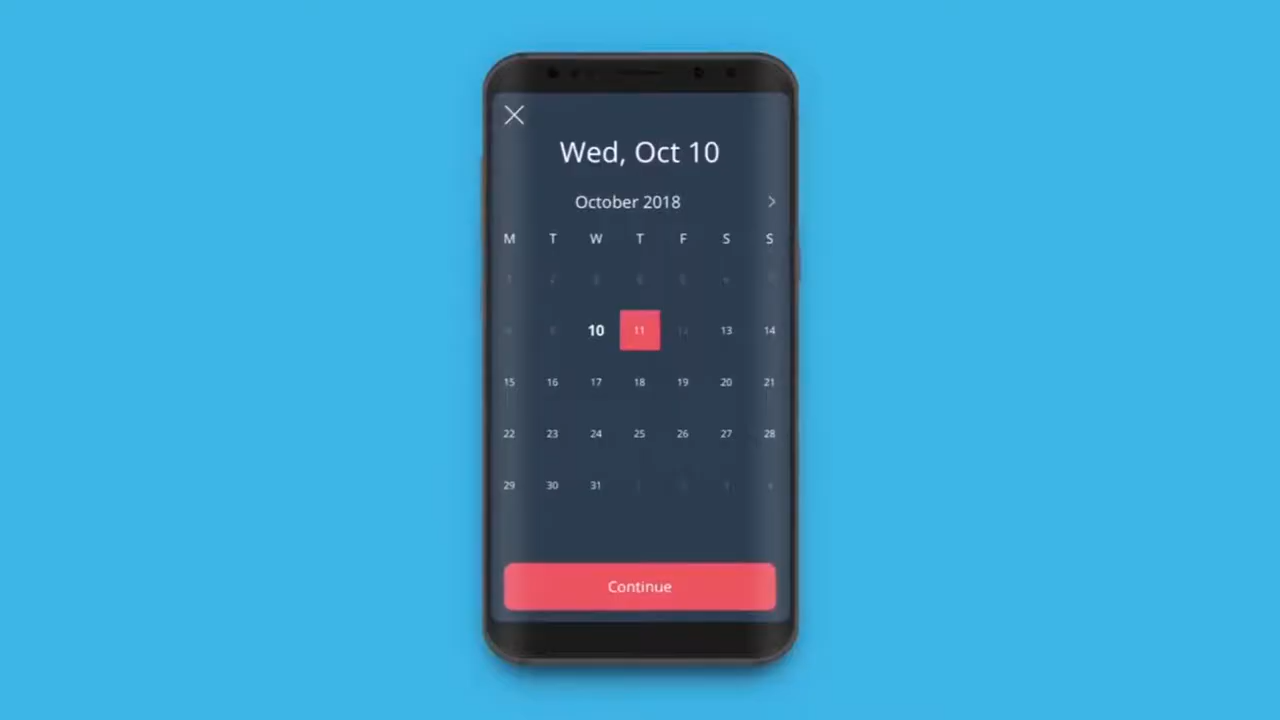 Wed, Oct 10
October 2018
M T W T F S S
10 11 13 14
15 16 17 18 19 20 21
22 23 24 25 26 27 28
29 30 31
Continue